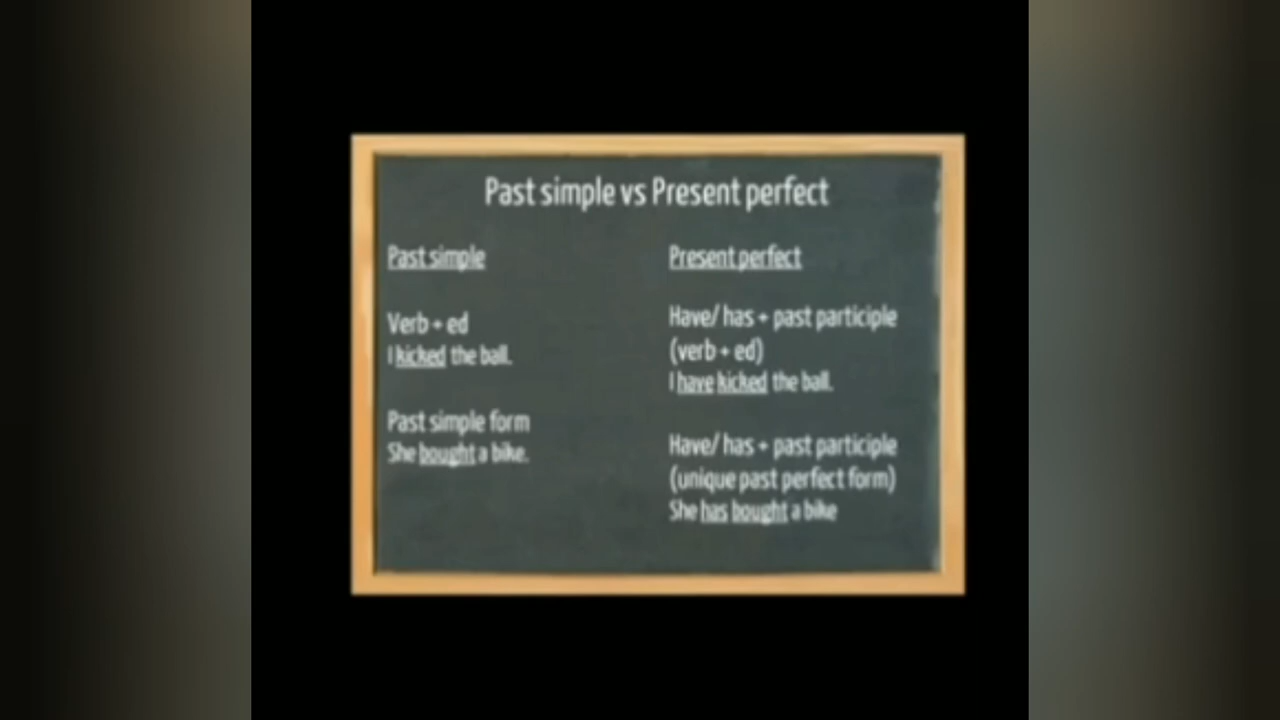 Past simple vs Present perfect
Past simple
Verb + ed
I kicked the ball.
Past simple form
She bought a bike.
Present perfect
Have/ has + past participle
(verb + ed)
I have kicked the ball.
Have/ has + past participle
(unique past perfect form)
She has bought a bike